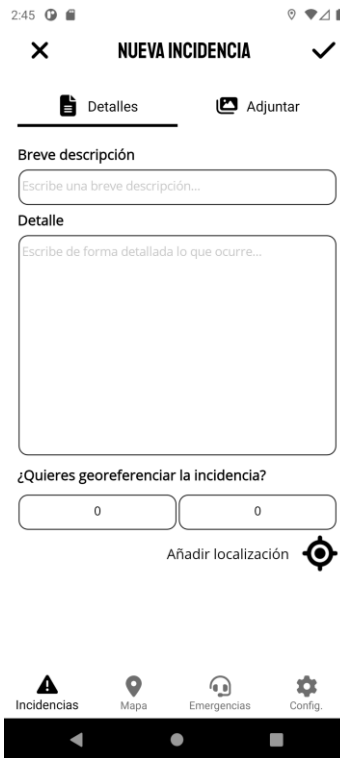 2:45
NUEVA INCIDENCIA
Detalles Adjuntar
Breve descripción
Escribe una breve descripción...
Detalle
Escribe de forma detallada lo que ocurre...
¿Quieres georeferenciar la incidencia?
0 0
Añadir localización
Incidencias Mapa Emergencias Config.